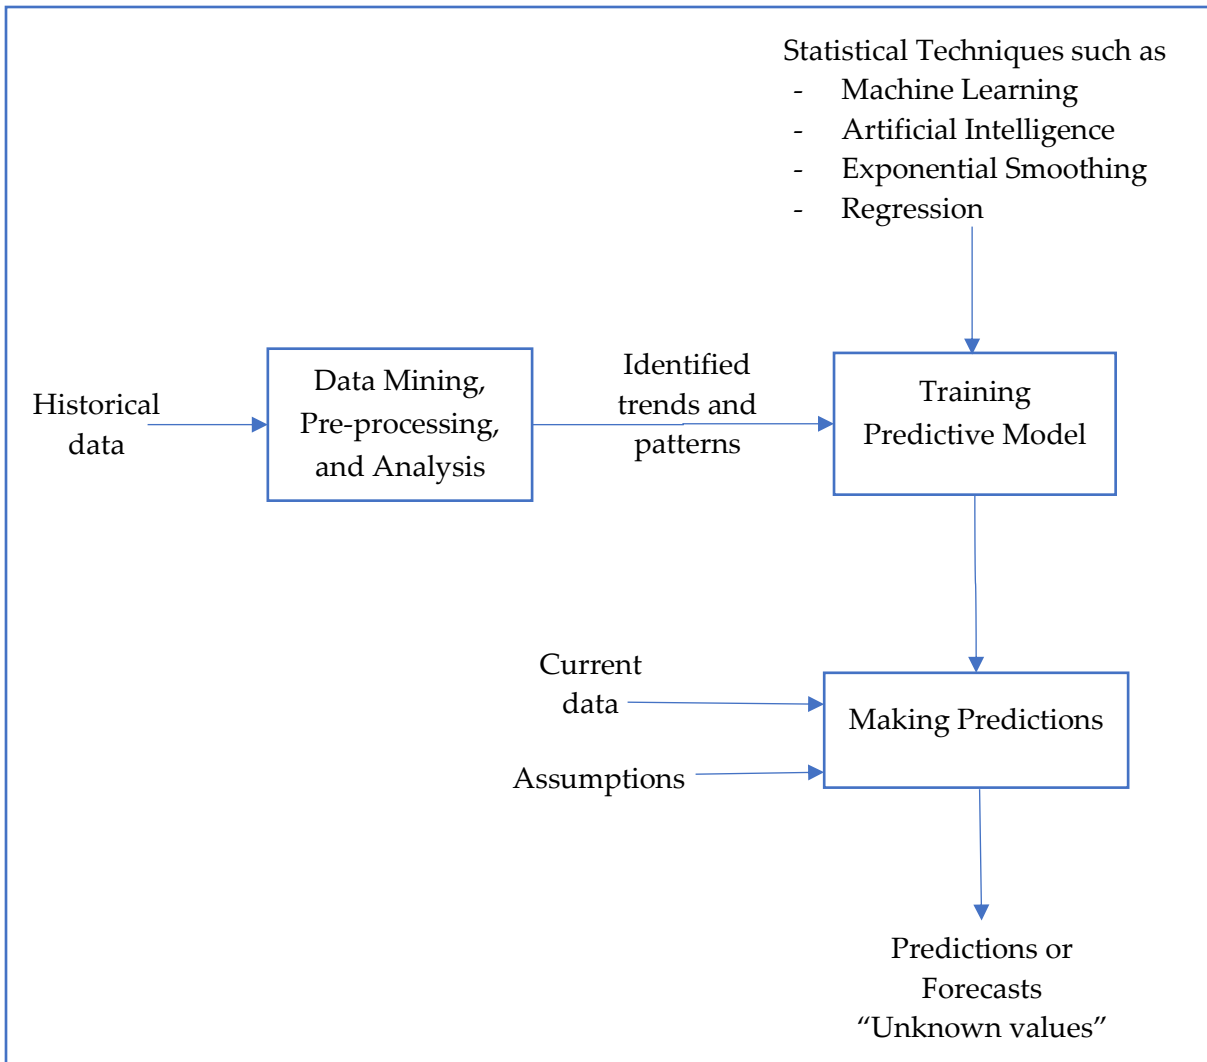 Statistical Techniques such as
- Machine Learning
- Artificial Intelligence
- Exponential Smoothing
- Regression
Historical
data
Data Mining,
Pre-processing,
and Analysis
Identified
trends and
patterns
Training
Predictive Model
Current
data
Assumptions
Making Predictions
Predictions or
Forecasts
“Unknown values”